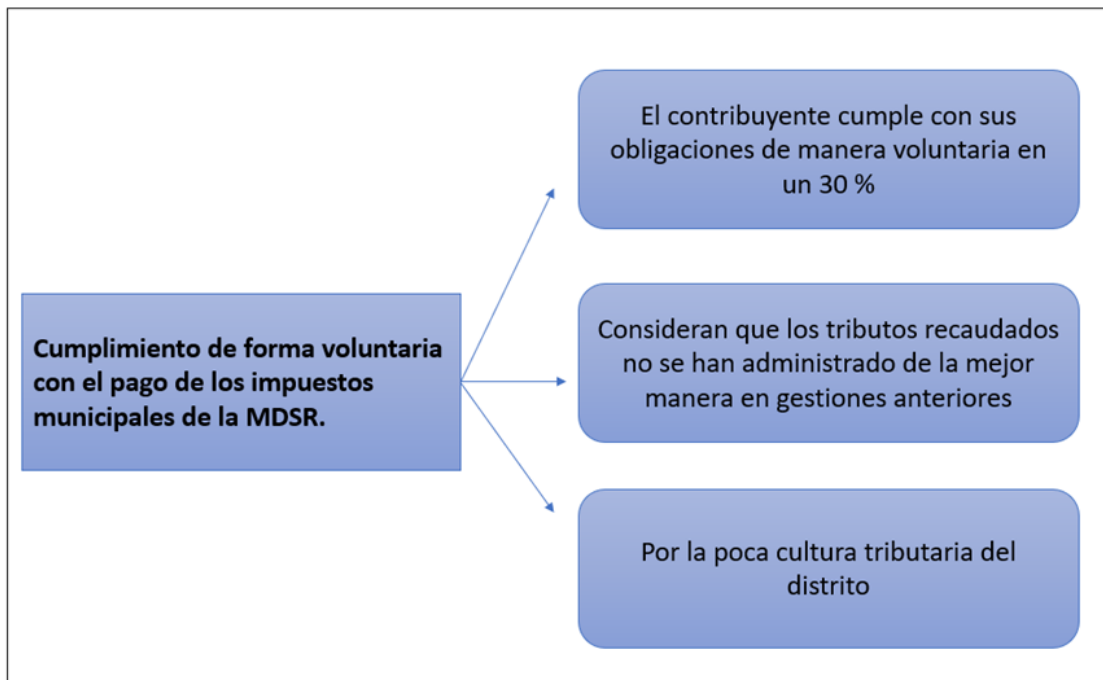 El contribuyente cumple con sus
obligaciones de manera voluntaria en
un 30 %
Cumplimiento de forma voluntaria
con el pago de los impuestos
municipales de la MDSR.
Consideran que los tributos recaudados
no se han administrado de la mejor
manera en gestiones anteriores
Por la poca cultura tributaria del
distrito